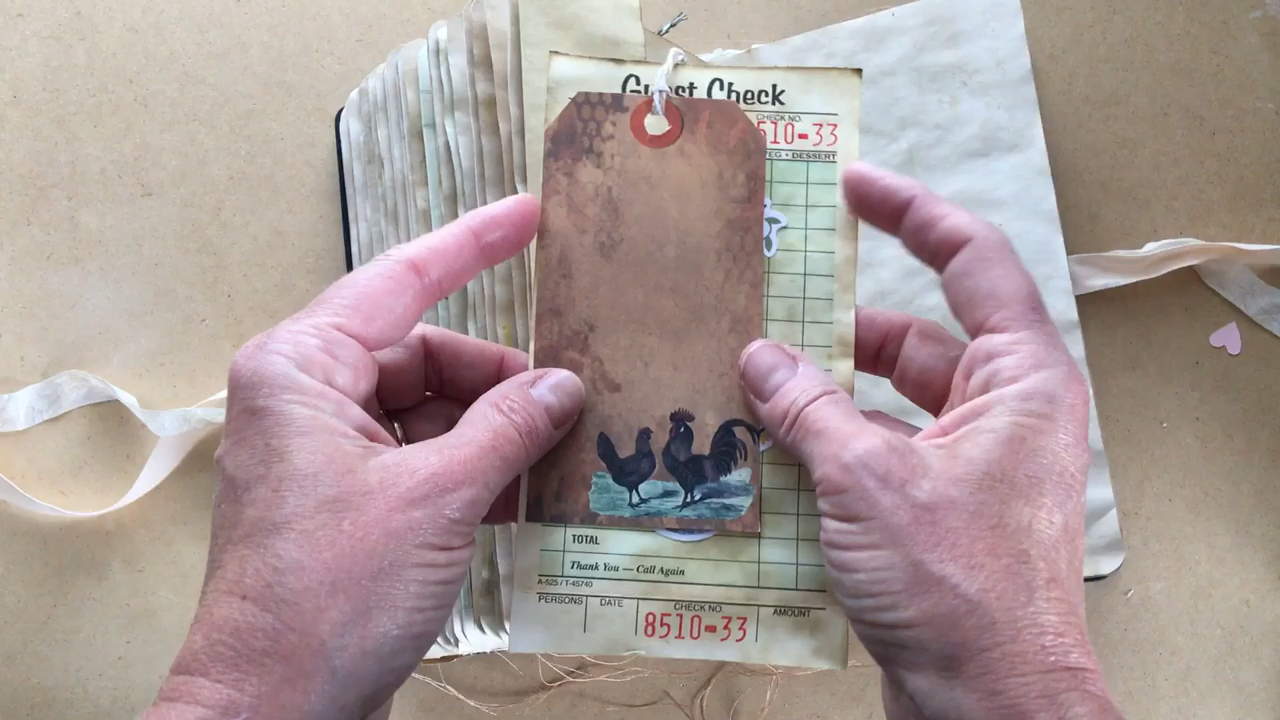 Guest Check
CHECK NO.
510-33
VEG • DESSERT
TOTAL
Thank You — Call Again
A-525 / T-45740
PERSONS DATE CHECK NO. AMOUNT
8510-33